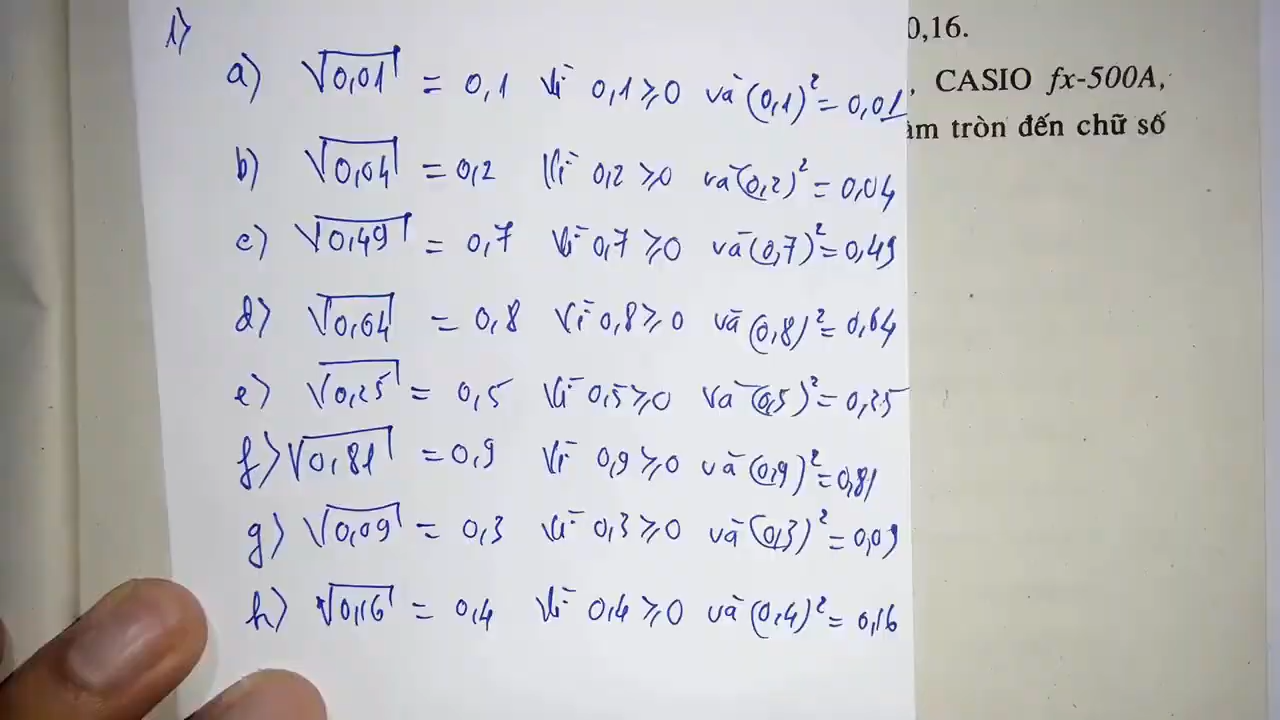 1)
a) √0,01 = 0,1 Vì 0,1 ⩾ 0 và (0,1)² = 0,01
b) √0,04 = 0,2 Vì 0,2 ⩾ 0 và (0,2)² = 0,04
c) √0,49 = 0,7 Vì 0,7 ⩾ 0 và (0,7)² = 0,49
d) √0,64 = 0,8 Vì 0,8 ⩾ 0 và (0,8)² = 0,64
e) √0,25 = 0,5 Vì 0,5 ⩾ 0 và (0,5)² = 0,25
f) √0,81 = 0,9 Vì 0,9 ⩾ 0 và (0,9)² = 0,81
g) √0,09 = 0,3 Vì 0,3 ⩾ 0 và (0,3)² = 0,09
h) √0,16 = 0,4 Vì 0,4 ⩾ 0 và (0,4)² = 0,16
0,16.
, CASIO fx-500A,
tròn đến chữ số